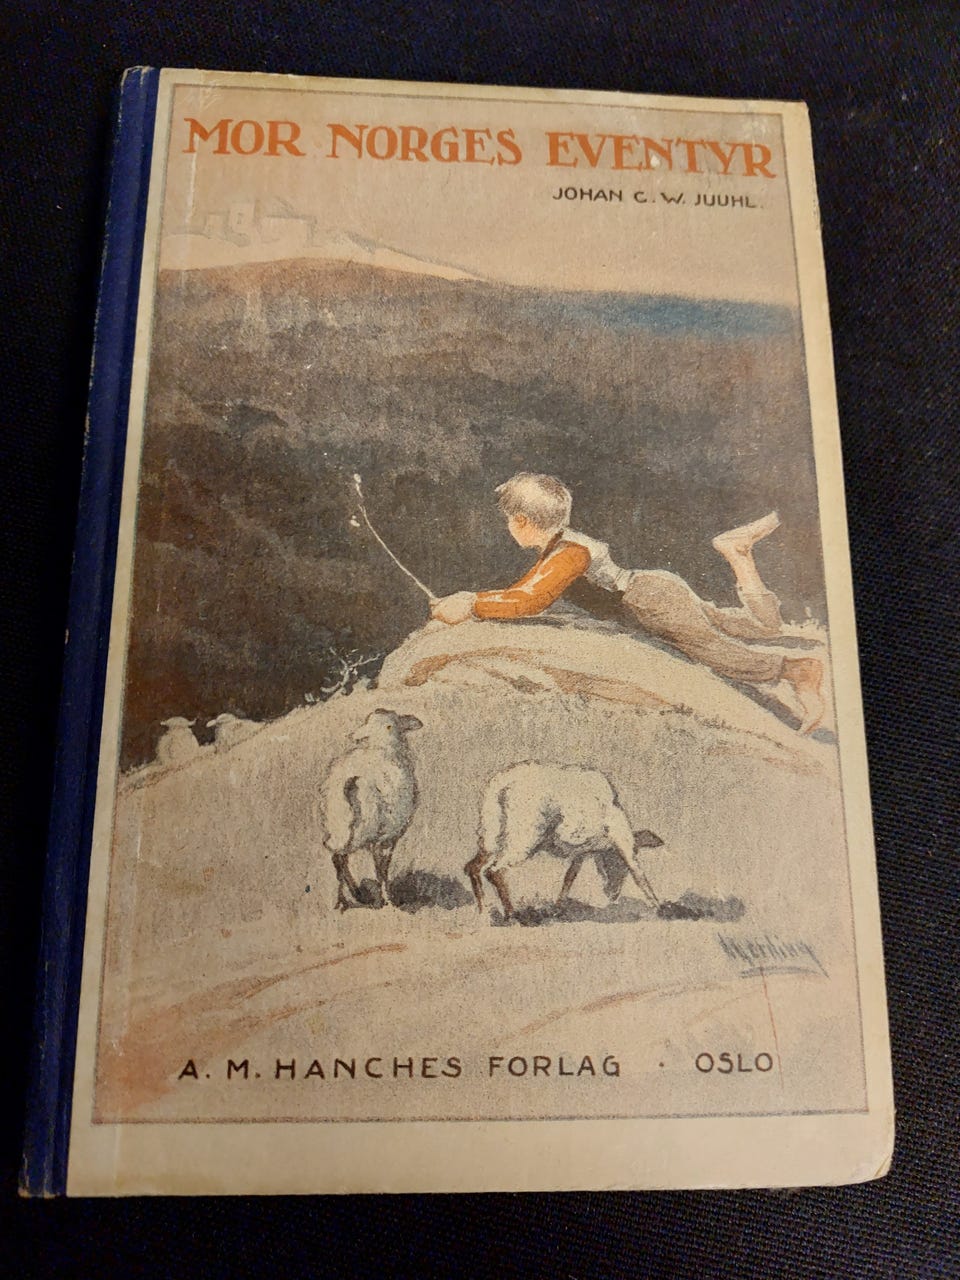 MOR NORGES EVENTYR
JOHAN C. W. JUUHL.
A. M. HANCHES FORLAG · OSLO